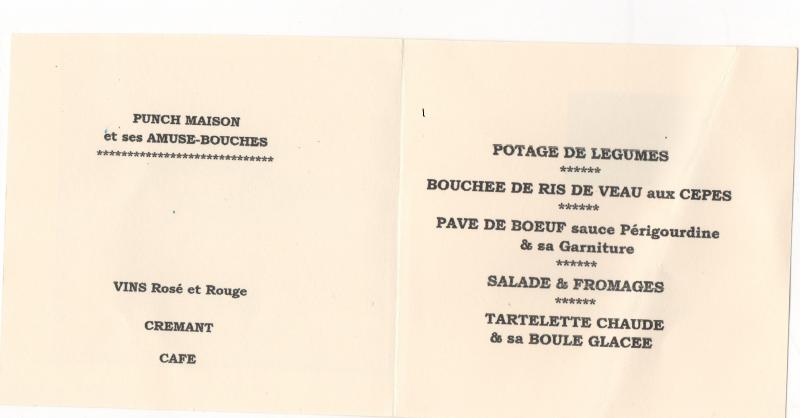 PUNCH MAISON
et ses AMUSE-BOUCHES
*****************************
VINS Rosé et Rouge
CREMANT
CAFE
POTAGE DE LEGUMES
******
BOUCHEE DE RIS DE VEAU aux CEPES
******
PAVE DE BOEUF sauce Périgourdine
& sa Garniture
******
SALADE & FROMAGES
******
TARTELETTE CHAUDE
& sa BOULE GLACEE